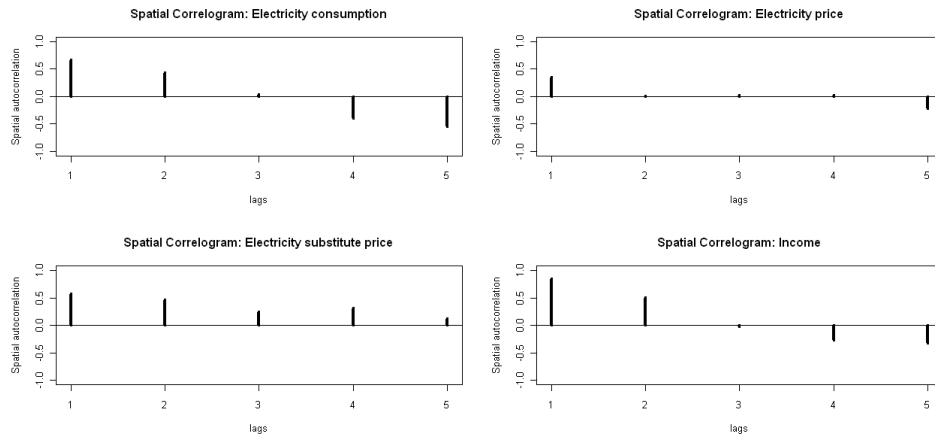 Spatial Correlogram: Electricity consumption
Spatial autocorrelation
1.0
0.5
0.0
-0.5
-1.0
1 2 3 4 5
lags
Spatial Correlogram: Electricity price
Spatial autocorrelation
1.0
0.5
0.0
-0.5
-1.0
1 2 3 4 5
lags
Spatial Correlogram: Electricity substitute price
Spatial autocorrelation
1.0
0.5
0.0
-0.5
-1.0
1 2 3 4 5
lags
Spatial Correlogram: Income
Spatial autocorrelation
1.0
0.5
0.0
-0.5
-1.0
1 2 3 4 5
lags